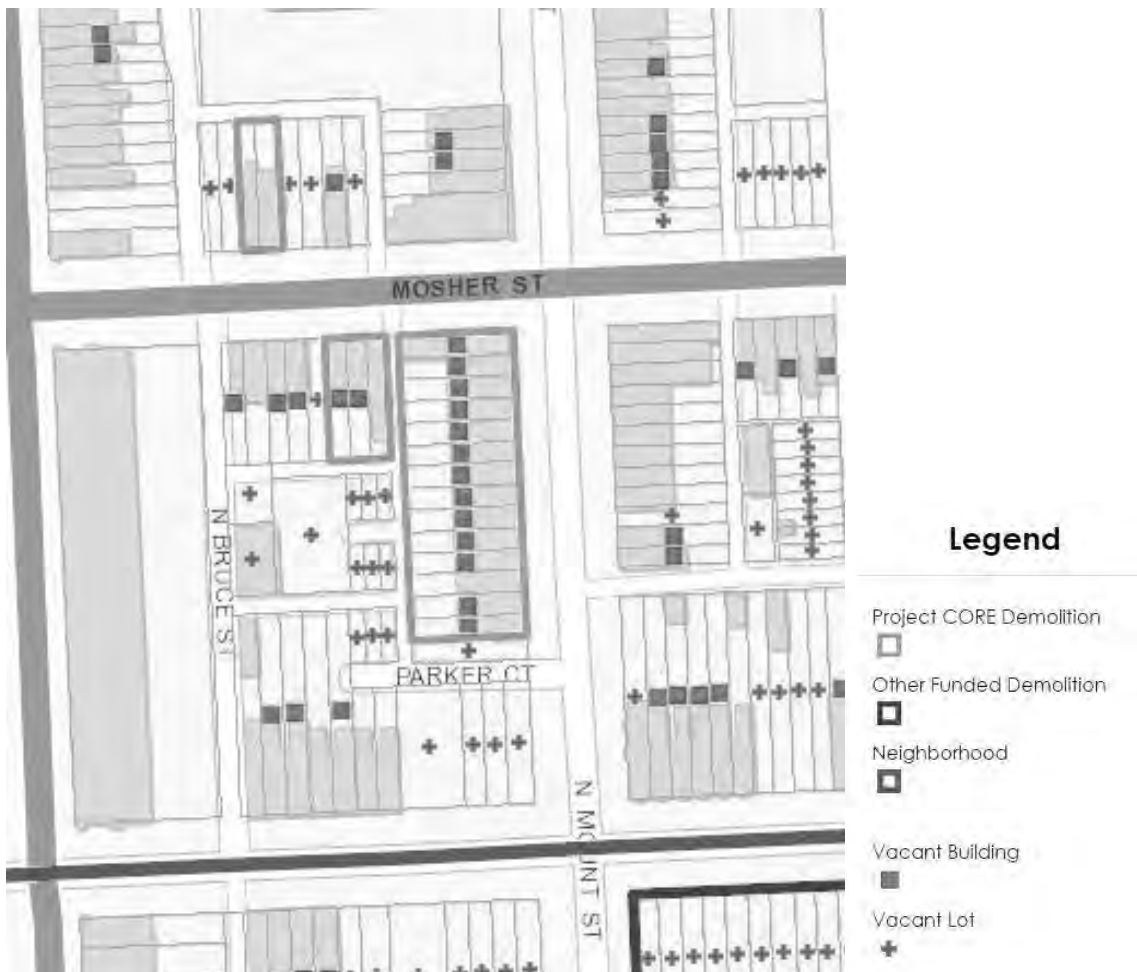 MOSHER ST
N BRUCE ST
PARKER CT
N MOUNT ST
Legend
Project CORE Demolition
Other Funded Demolition
Neighborhood
Vacant Building
Vacant Lot